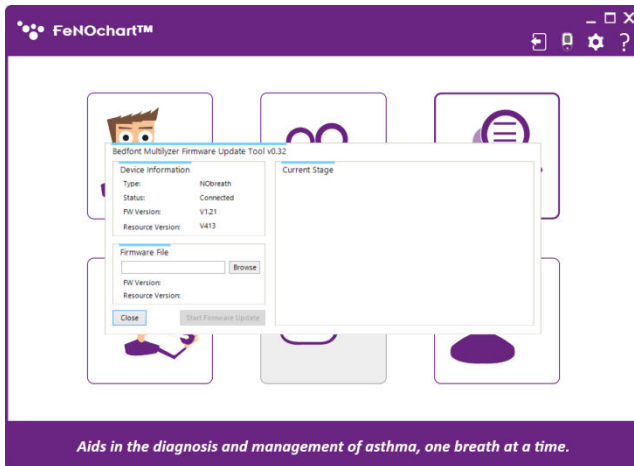 FeNOchart™
?
Bedfont Multilyzer Firmware Update Tool v0.32
Device Information
Type: NObreath
Status: Connected
FW Version: V1.21
Resource Version: V413
Firmware File
Browse
FW Version:
Resource Version:
Close Start Firmware Update
Current Stage
Aids in the diagnosis and management of asthma, one breath at a time.